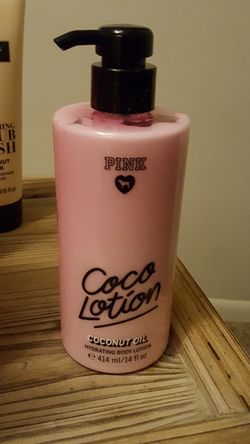 PINK
Coco
Lotion
COCONUT OIL
HYDRATING BODY LOTION
e 414 ml/14 fl oz